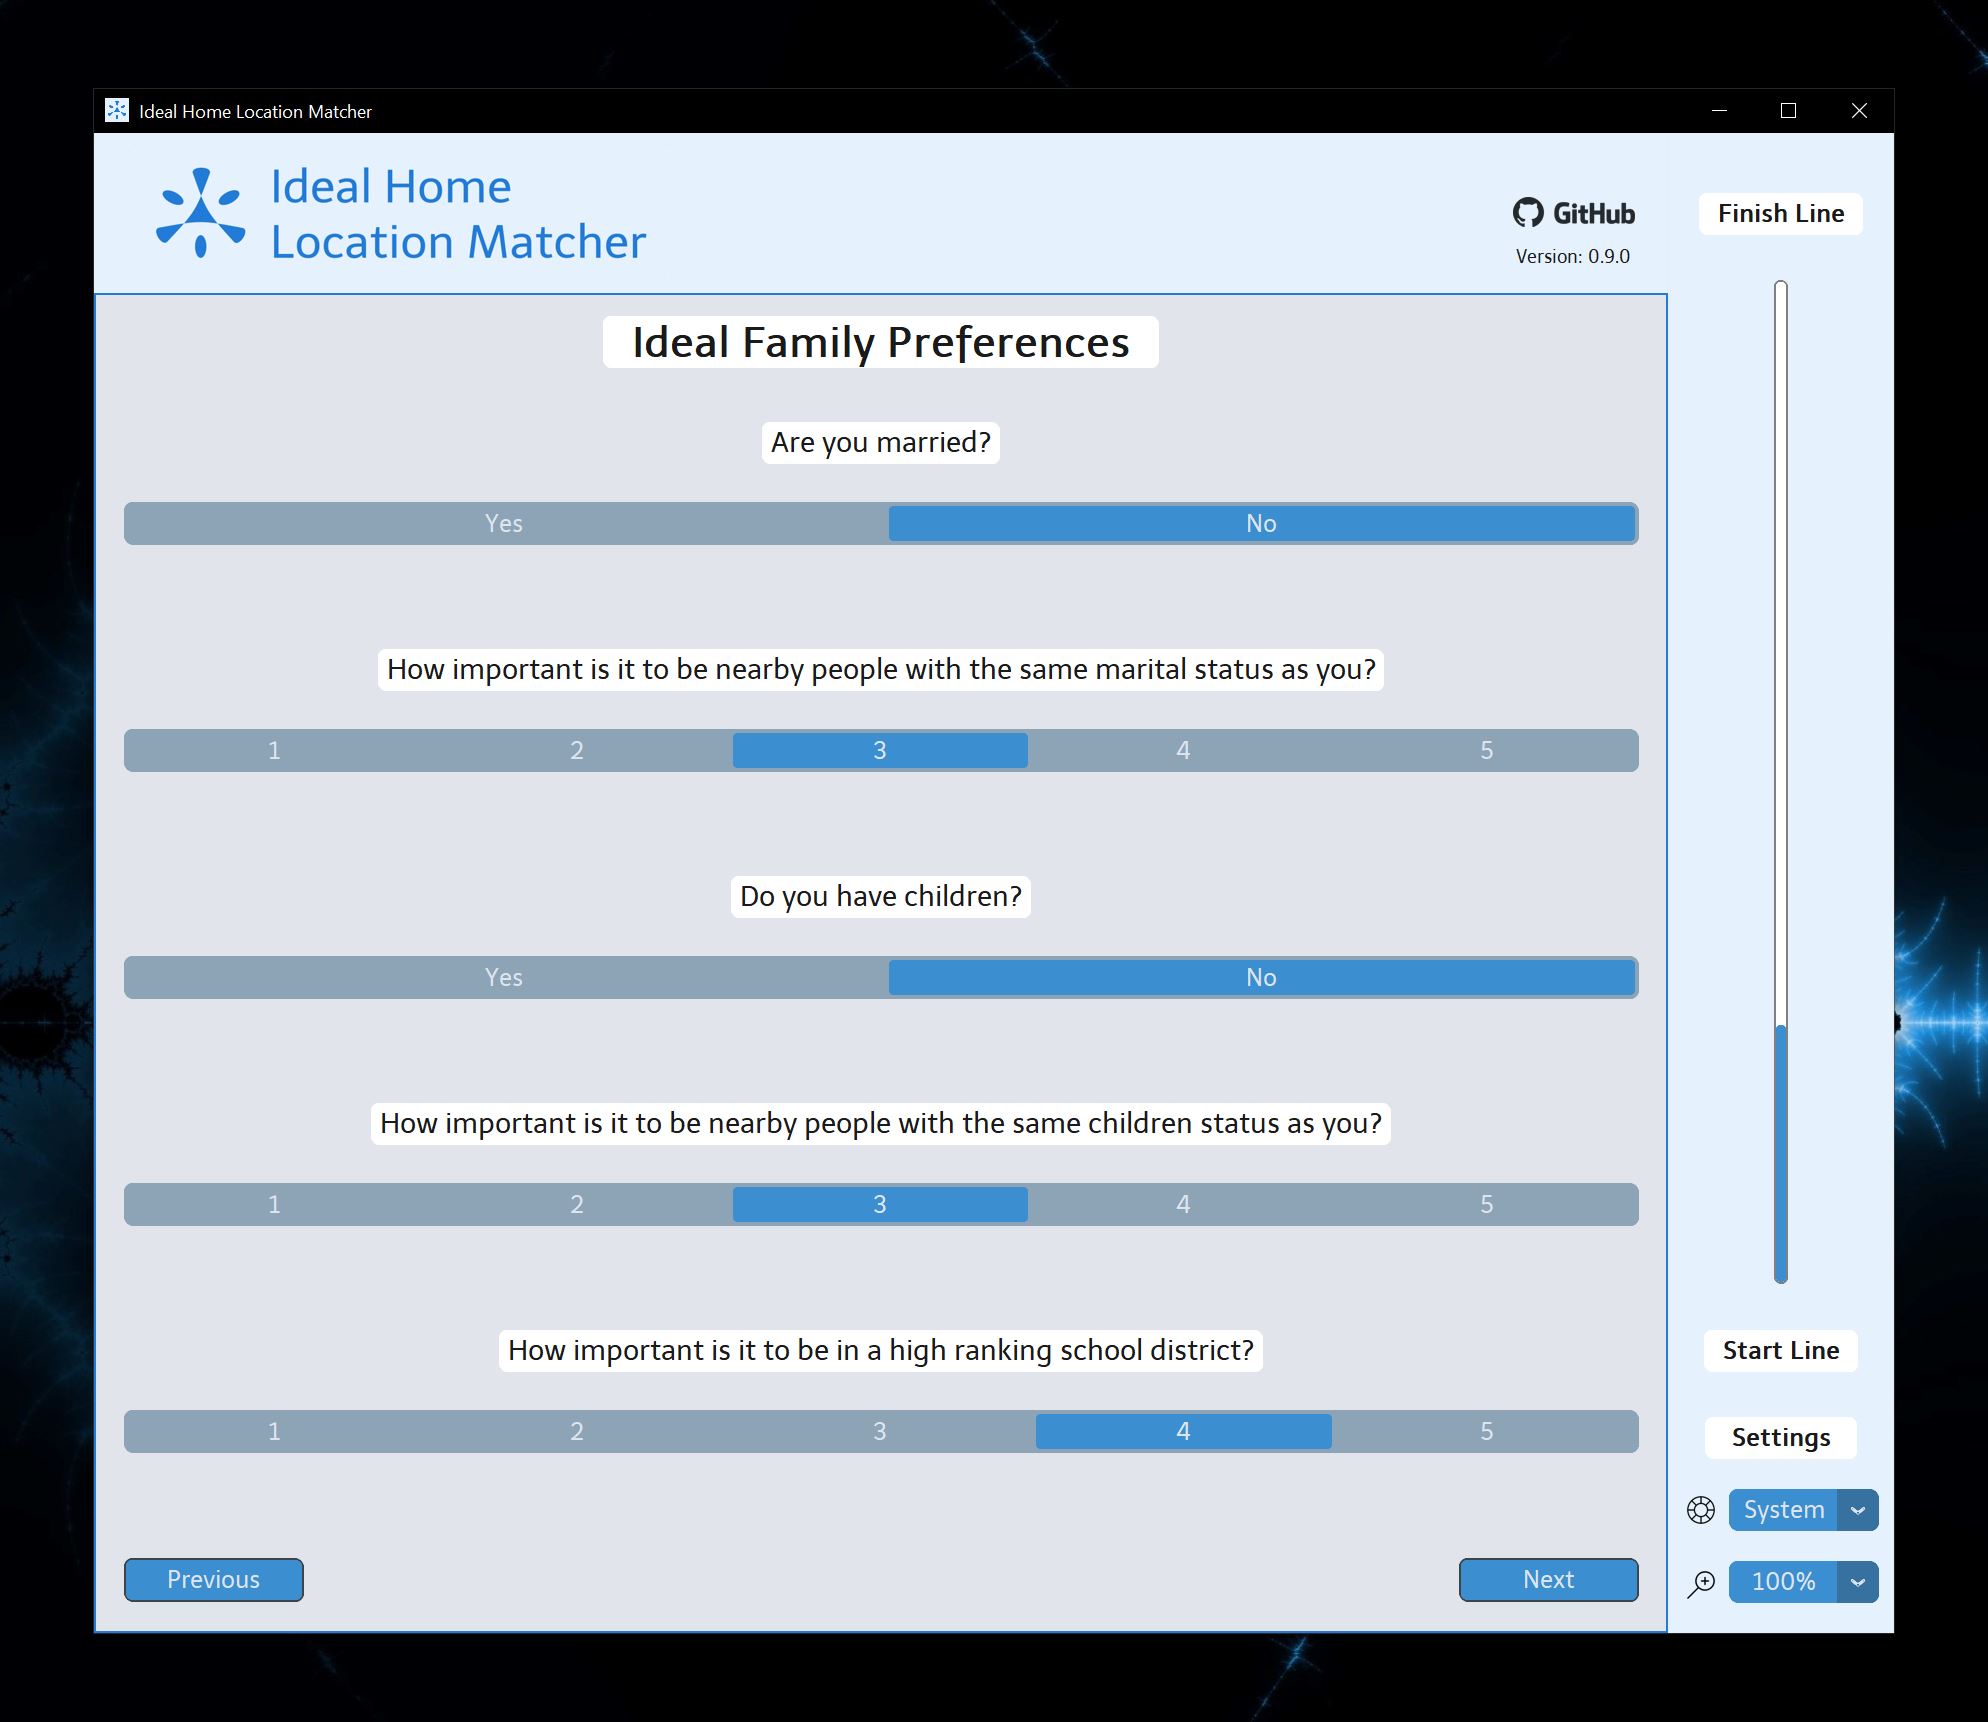 Ideal Home Location Matcher
Ideal Home
Location Matcher
GitHub
Version: 0.9.0
Finish Line
Ideal Family Preferences
Are you married?
Yes No
How important is it to be nearby people with the same marital status as you?
1 2 3 4 5
Do you have children?
Yes No
How important is it to be nearby people with the same children status as you?
1 2 3 4 5
How important is it to be in a high ranking school district?
1 2 3 4 5
Previous Next
Start Line
Settings
System
100%